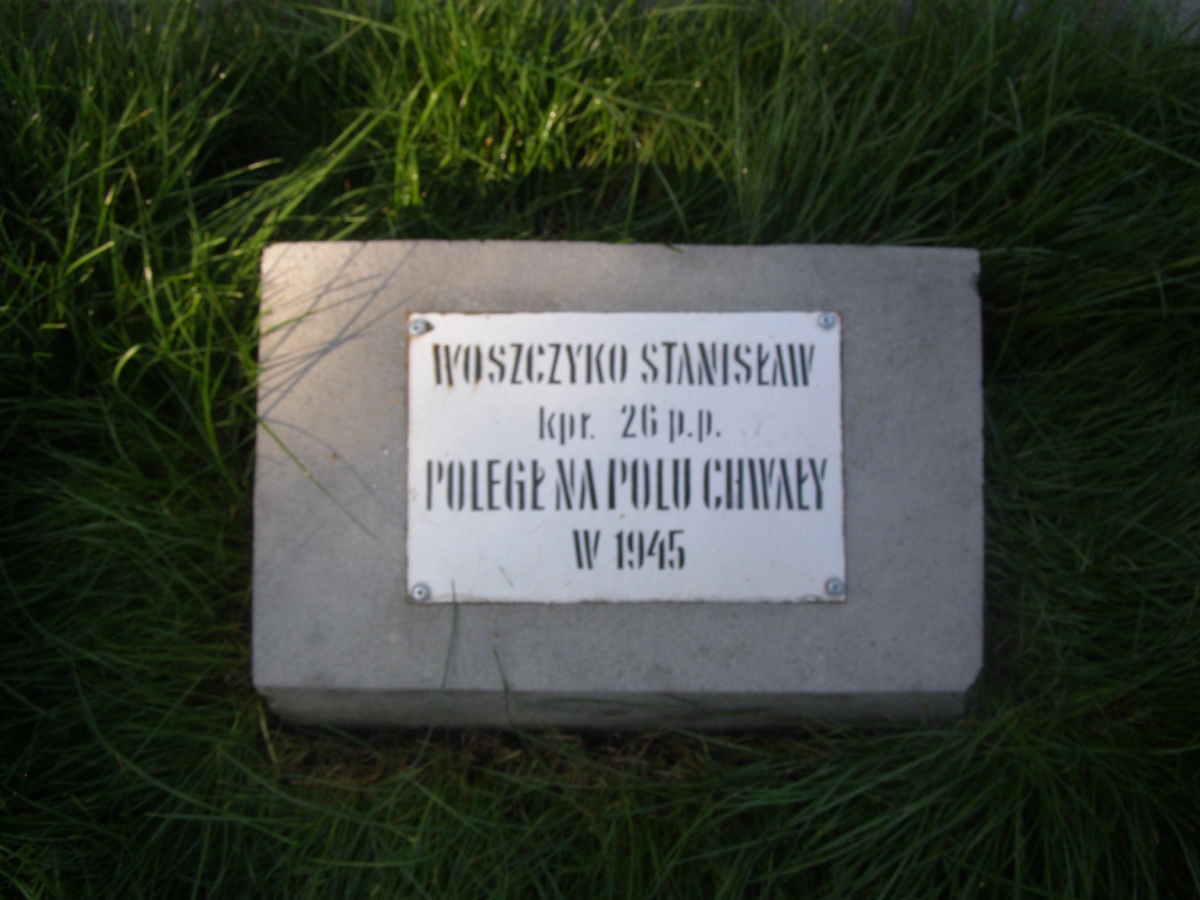 WOSZCZYKO STANISŁAW
kpr. 26 p.p.
POLEGŁ NA POLU CHWAŁY
W 1945